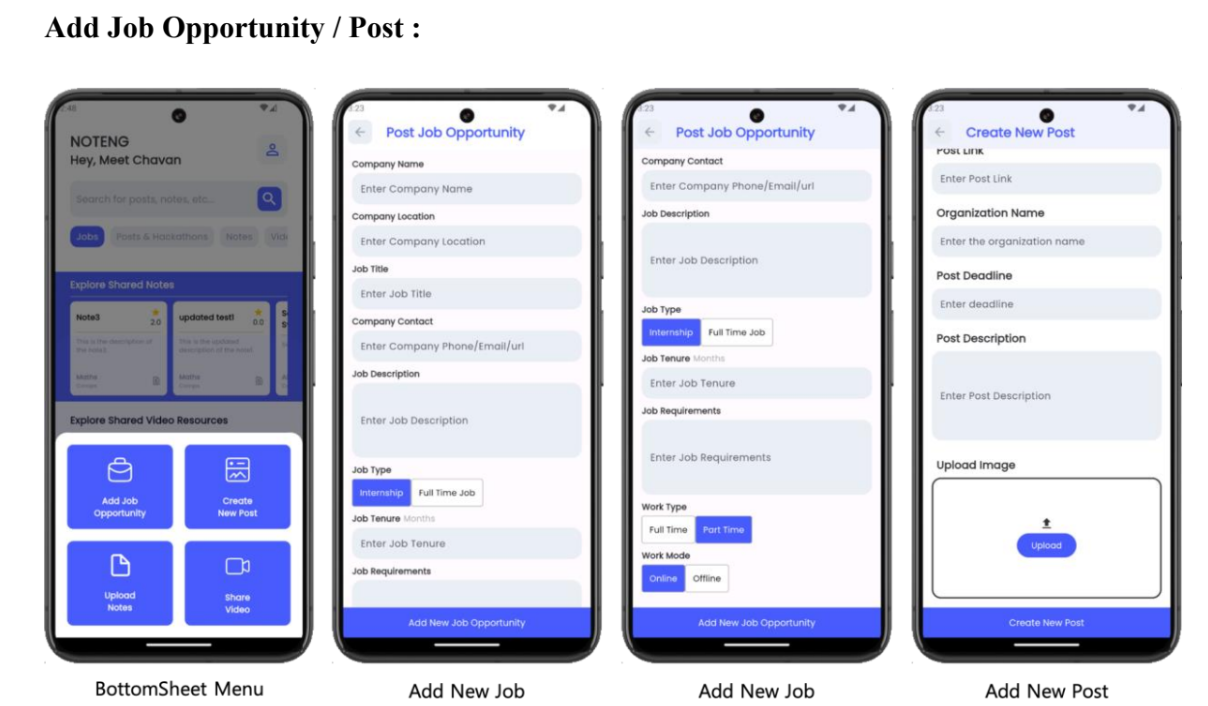 Add Job Opportunity / Post :
:48
NOTENG
Hey, Meet Chavan
Search for posts, notes, etc...
Jobs Posts & Hackathons Notes Vid
Explore Shared Notes
Note3 2.0 updated test1 0.0
This is the description of the note3 This is the updated description of the note1
Maths Maths
Explore Shared Video Resources
Add Job Opportunity
Create New Post
Upload Notes
Share Video
BottomSheet Menu
3:23
Post Job Opportunity
Company Name
Enter Company Name
Company Location
Enter Company Location
Job Title
Enter Job Title
Company Contact
Enter Company Phone/Email/url
Job Description
Enter Job Description
Job Type
Internship Full Time Job
Job Tenure Months
Enter Job Tenure
Job Requirements
Add New Job Opportunity
Add New Job
3:23
Post Job Opportunity
Company Contact
Enter Company Phone/Email/url
Job Description
Enter Job Description
Job Type
Internship Full Time Job
Job Tenure Months
Enter Job Tenure
Job Requirements
Enter Job Requirements
Work Type
Full Time Part Time
Work Mode
Online Offline
Add New Job Opportunity
Add New Job
3:23
Create New Post
Post Link
Enter Post Link
Organization Name
Enter the organization name
Post Deadline
Enter deadline
Post Description
Enter Post Description
Upload Image
Upload
Create New Post
Add New Post